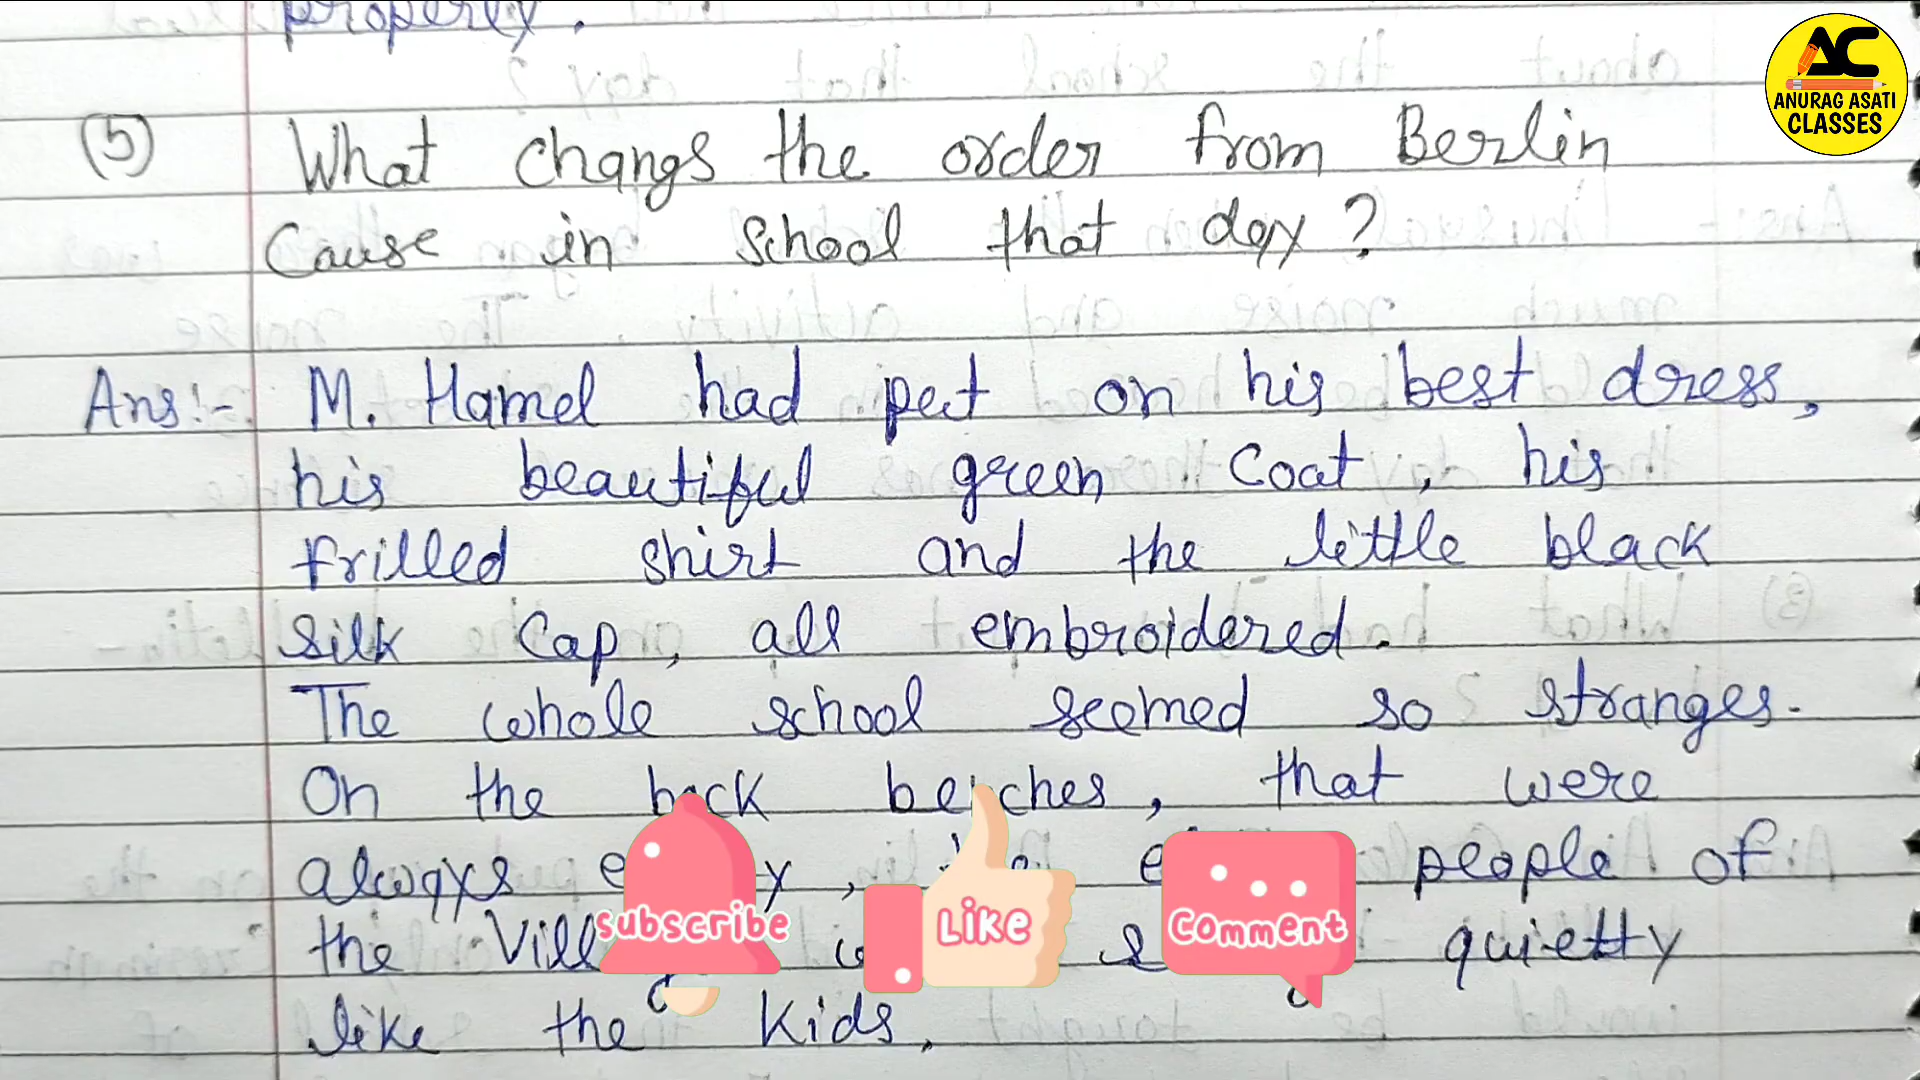 properly.
ANURAG ASATI
CLASSES
(5) What changs the order from Berlin
Cause in School that day?
Ans:- M. Hamel had put on his best dress,
his beautiful green Coat, his
frilled shirt and the little black
silk Cap, all embroidered.
The whole school seemed so stranges.
On the back benches, that were
always people of
the quietty
like the Kids.
Subscribe
Like
Comment